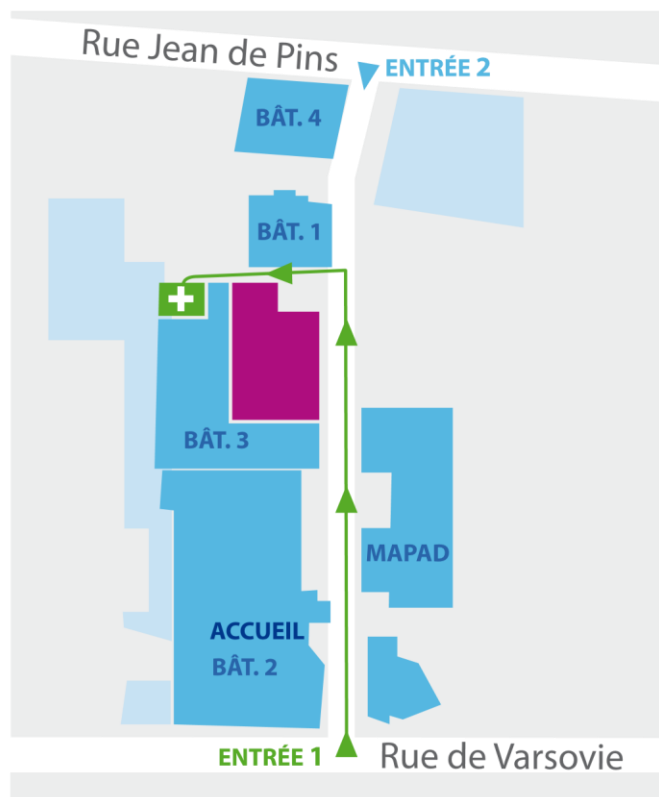 Rue Jean de Pins
ENTRÉE 2
BÂT. 4
BÂT. 1
BÂT. 3
MAPAD
ACCUEIL
BÂT. 2
ENTRÉE 1
Rue de Varsovie